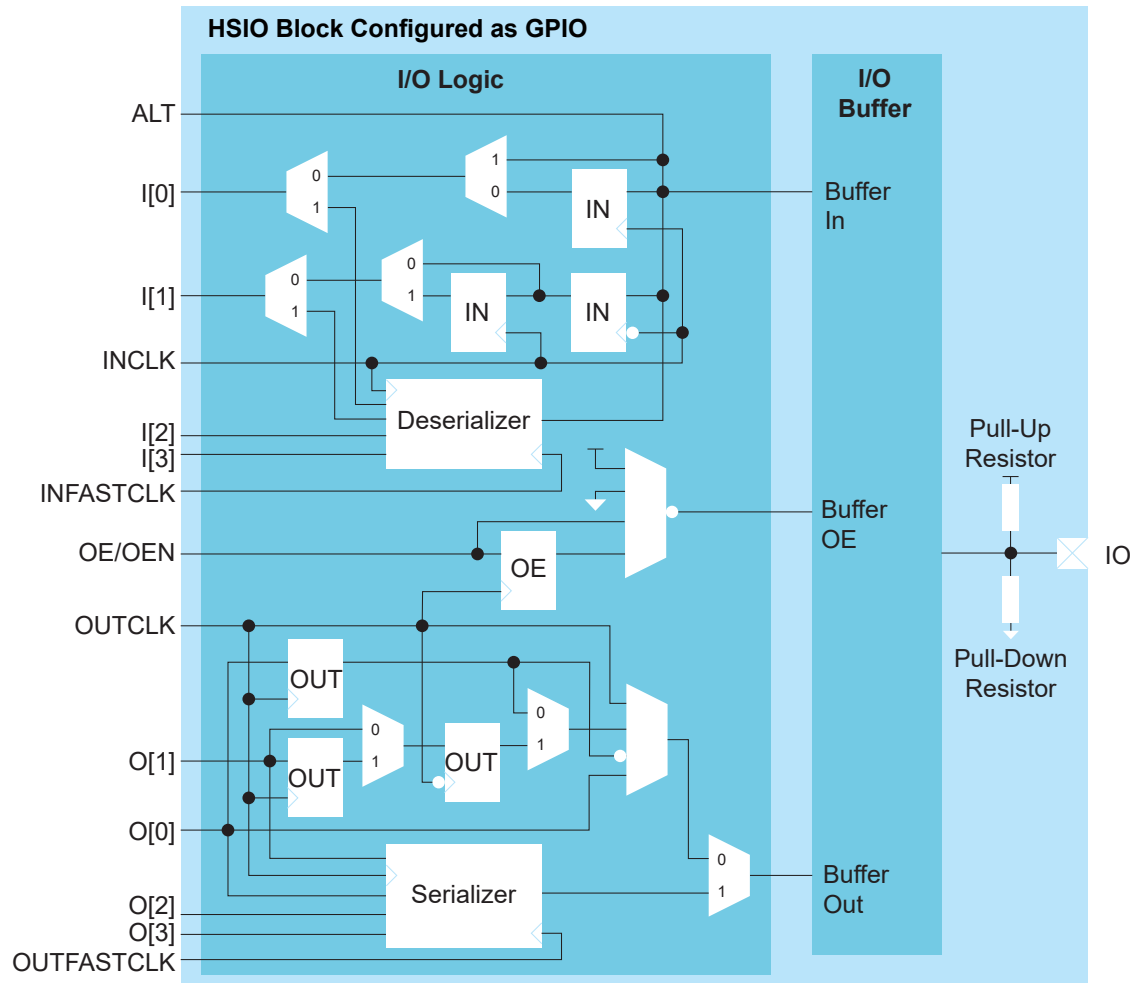 HSIO Block Configured as GPIO
I/O Logic
I/O
Buffer
ALT
1
0
I[0]
0
1
IN
Buffer
In
0
1
I[1]
0
1
IN
IN
INCLK
Deserializer
I[2]
I[3]
INFASTCLK
Pull-Up
Resistor
Buffer
OE
OE/OEN
OE
IO
OUTCLK
OUT
Pull-Down
Resistor
0
1
0
1
O[1]
OUT
OUT
O[0]
0
1
Serializer
Buffer
Out
O[2]
O[3]
OUTFASTCLK